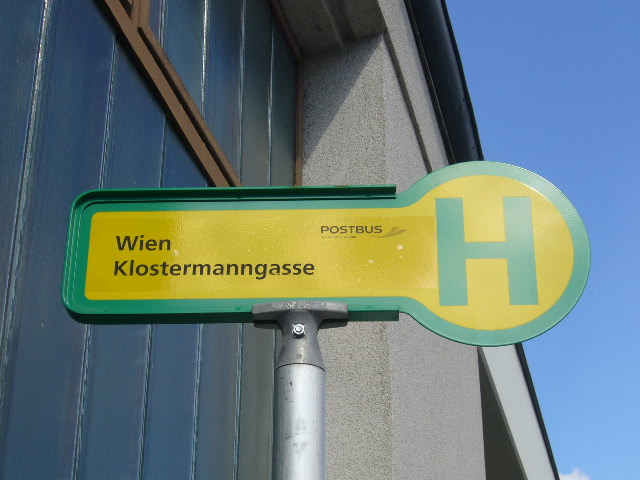 POSTBUS
Wien
Klostermanngasse
H